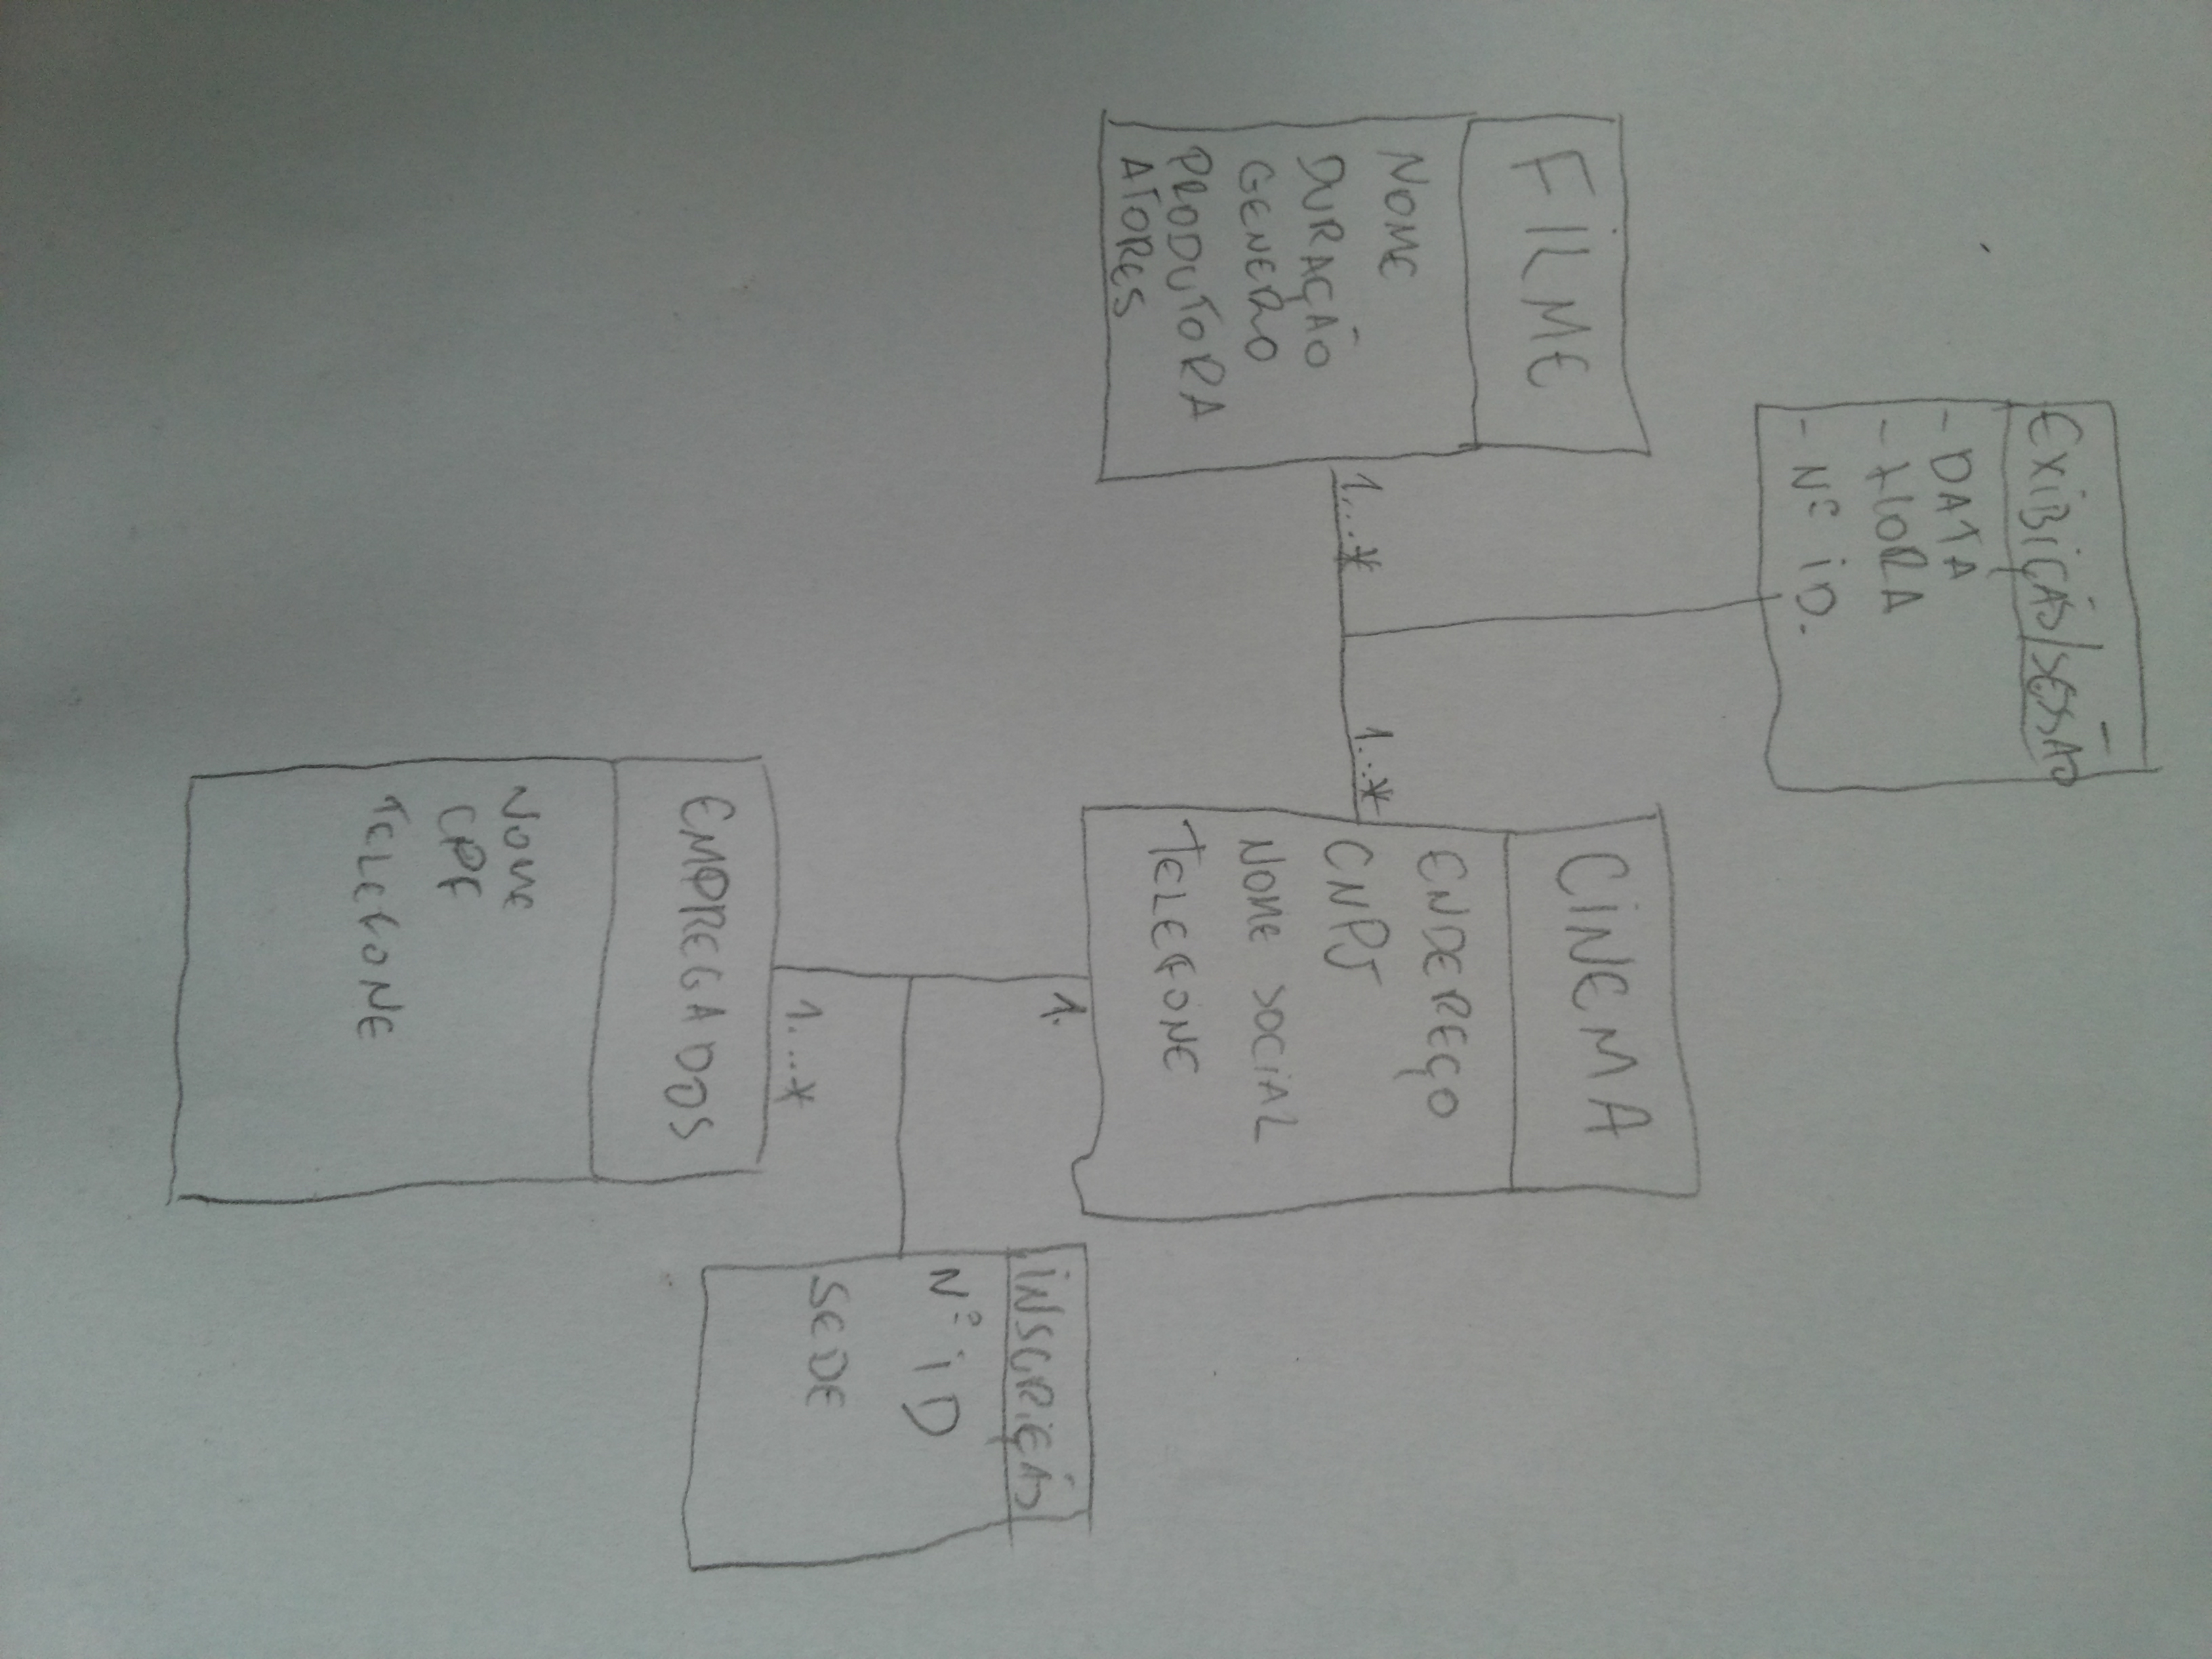 EXIBIÇÃO/SESSÃO
- DATA
- HORA
- Nº ID.
FILME
NOME
DURAÇÃO
GENERO
PRODUTORA
ATORES
1...*
1...*
CINEMA
ENDEREÇO
CNPJ
NOME SOCIAL
TELEFONE
1.
1...*
INSCRIÇÃO
Nº ID
SEDE
EMPREGADOS
NOME
CPF
TELEFONE